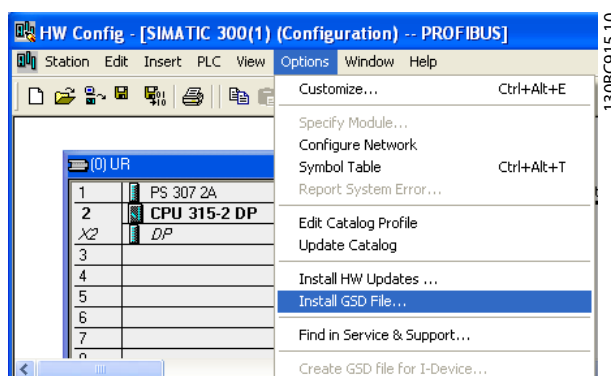 HW Config - [SIMATIC 300(1) (Configuration) -- PROFIBUS]
Station Edit Insert PLC View Options Window Help
130BC915.10
Customize... Ctrl+Alt+E
Specify Module...
Configure Network
Symbol Table Ctrl+Alt+T
Report System Error...
Edit Catalog Profile
Update Catalog
Install HW Updates ...
Install GSD File...
Find in Service & Support...
Create GSD file for I-Device...
(0) UR
1 PS 307 2A
2 CPU 315-2 DP
X2 DP
3
4
5
6
7